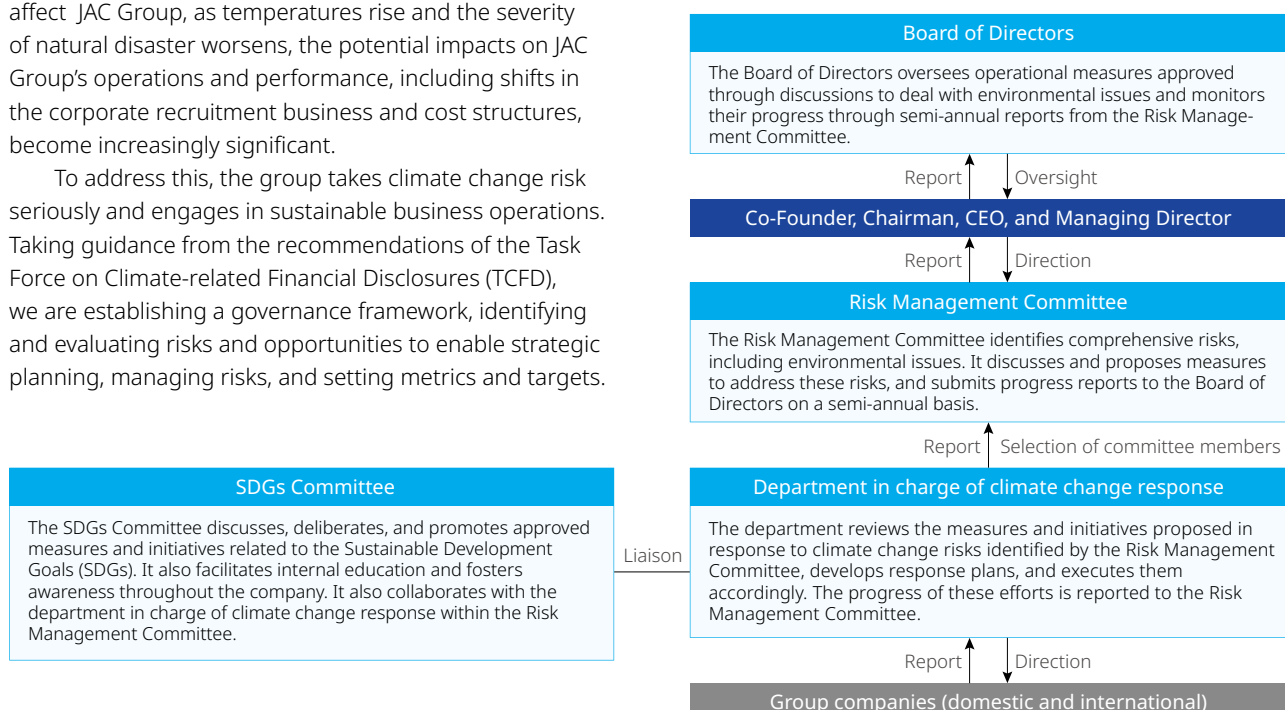 affect JAC Group, as temperatures rise and the severity
of natural disaster worsens, the potential impacts on JAC
Group’s operations and performance, including shifts in
the corporate recruitment business and cost structures,
become increasingly significant.
To address this, the group takes climate change risk
seriously and engages in sustainable business operations.
Taking guidance from the recommendations of the Task
Force on Climate-related Financial Disclosures (TCFD),
we are establishing a governance framework, identifying
and evaluating risks and opportunities to enable strategic
planning, managing risks, and setting metrics and targets.
Board of Directors
The Board of Directors oversees operational measures approved
through discussions to deal with environmental issues and monitors
their progress through semi-annual reports from the Risk Manage-
ment Committee.
Report Oversight
Co-Founder, Chairman, CEO, and Managing Director
Report Direction
Risk Management Committee
The Risk Management Committee identifies comprehensive risks,
including environmental issues. It discusses and proposes measures
to address these risks, and submits progress reports to the Board of
Directors on a semi-annual basis.
Report Selection of committee members
SDGs Committee
The SDGs Committee discusses, deliberates, and promotes approved
measures and initiatives related to the Sustainable Development
Goals (SDGs). It also facilitates internal education and fosters
awareness throughout the company. It also collaborates with the
department in charge of climate change response within the Risk
Management Committee.
Liaison
Department in charge of climate change response
The department reviews the measures and initiatives proposed in
response to climate change risks identified by the Risk Management
Committee, develops response plans, and executes them
accordingly. The progress of these efforts is reported to the Risk
Management Committee.
Report Direction
Group companies (domestic and international)